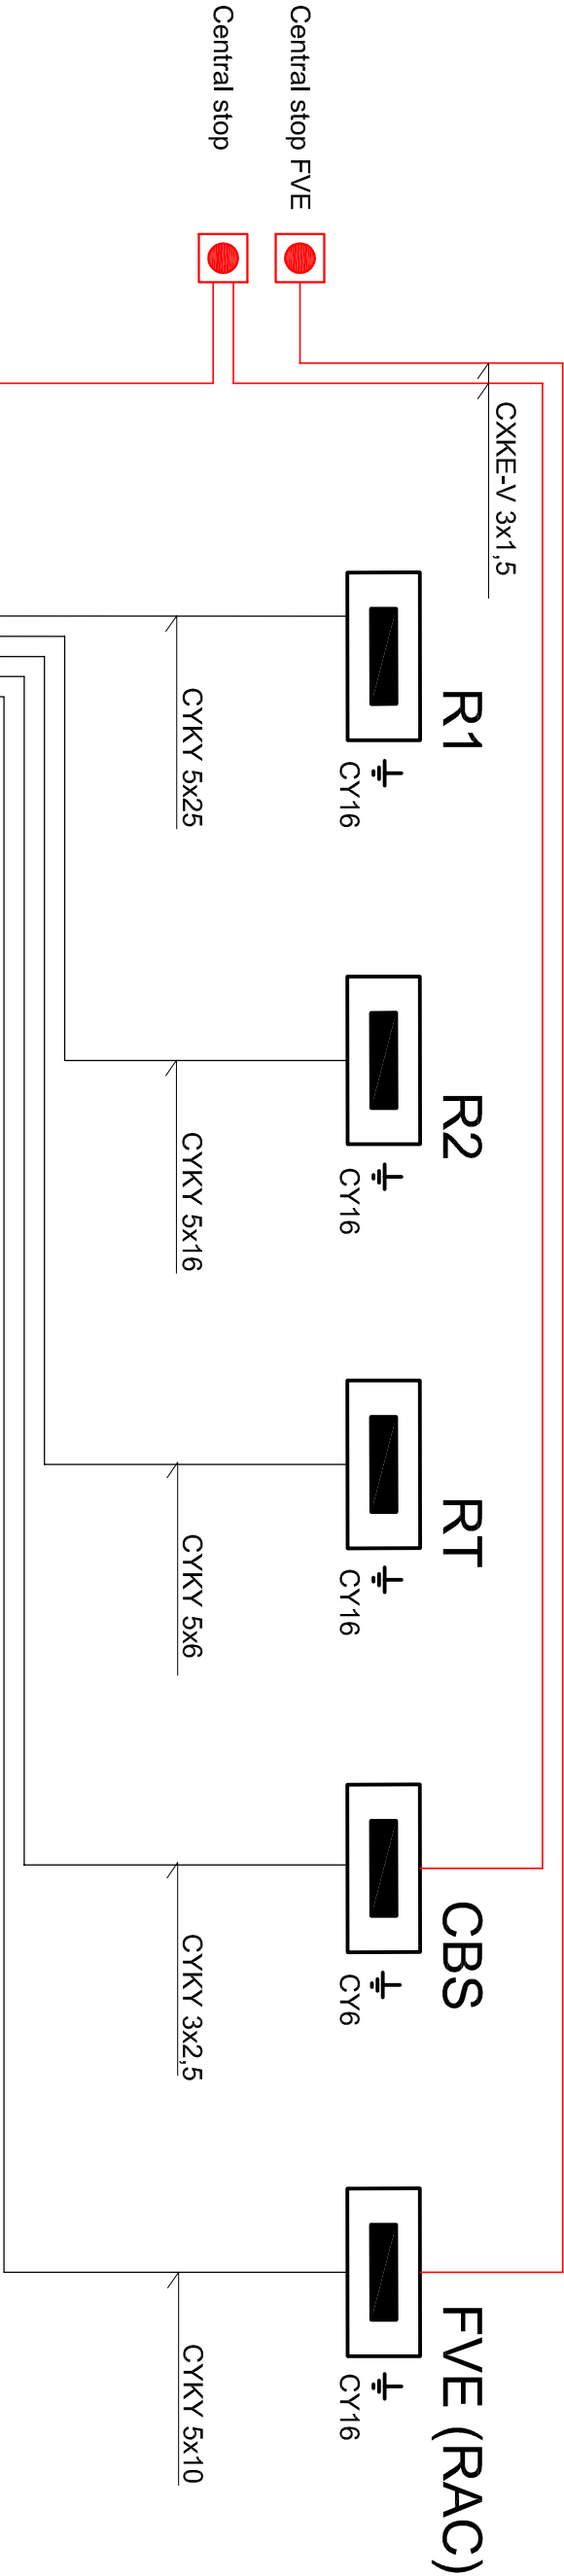 Central stop FVE
Central stop
CXKE-V 3x1,5
R1
CY16
CYKY 5x25
R2
CY16
CYKY 5x16
RT
CY16
CYKY 5x6
CBS
CY6
CYKY 3x2,5
FVE (RAC)
CY16
CYKY 5x10